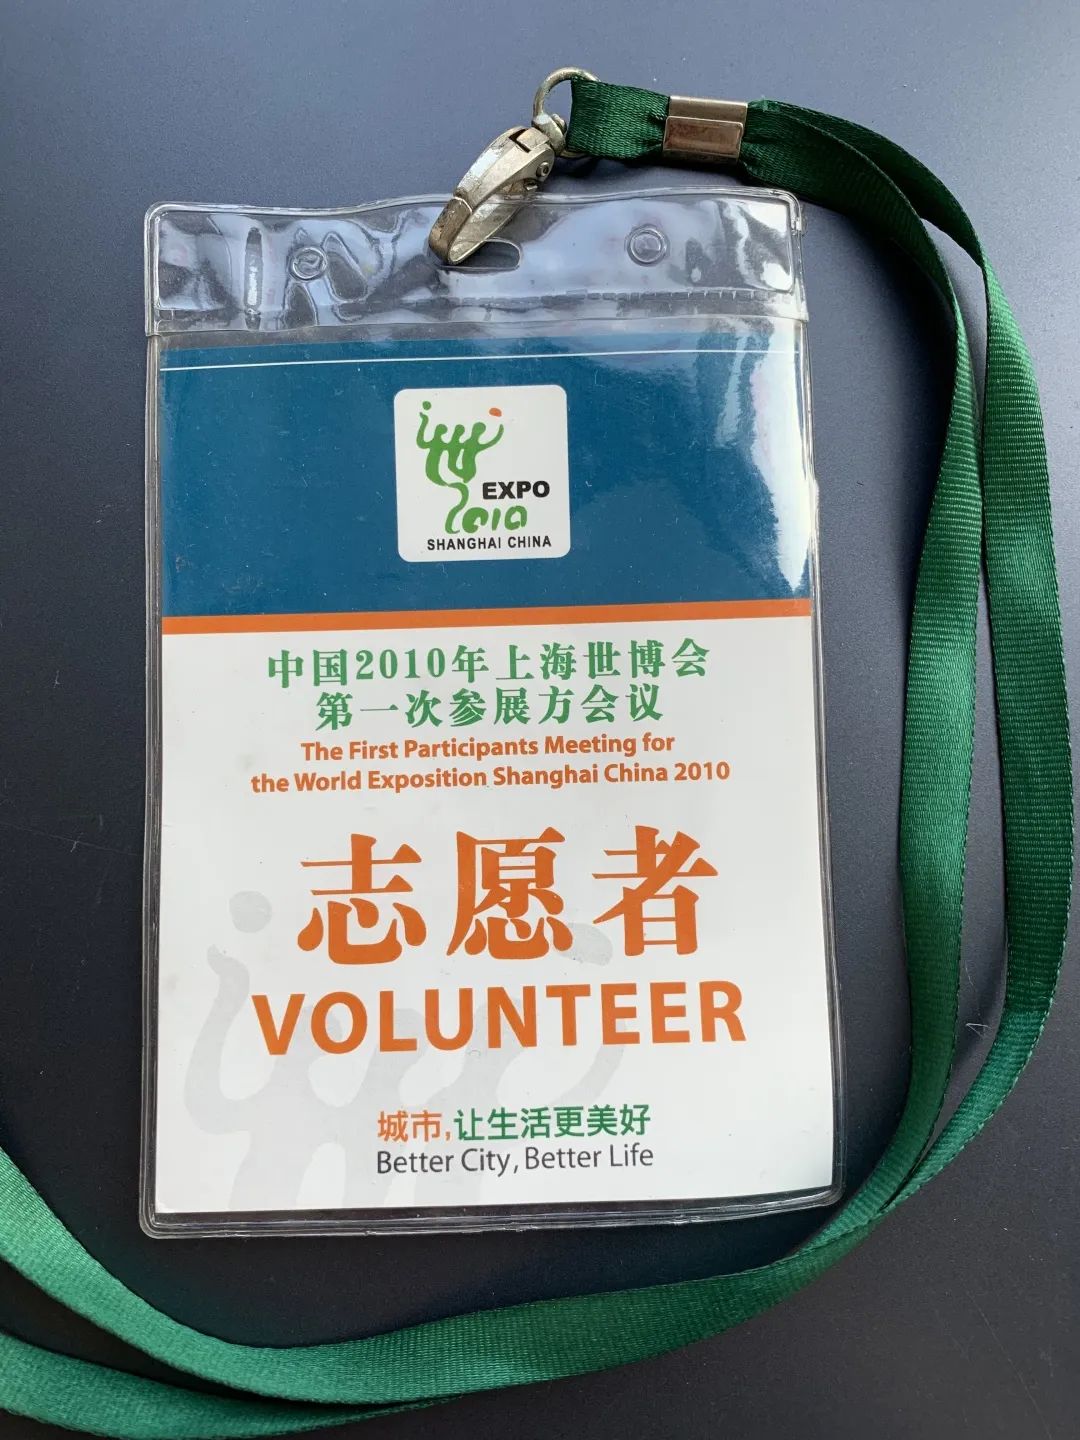 EXPO
2010
SHANGHAI CHINA
中国2010年上海世博会
第一次参展方会议
The First Participants Meeting for
the World Exposition Shanghai China 2010
志愿者
VOLUNTEER
城市,让生活更美好
Better City, Better Life